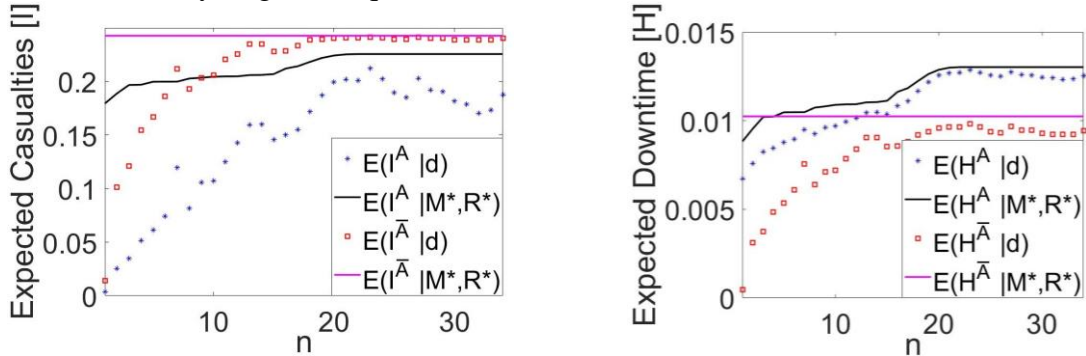 Expected Casualties [I]
0.2
0.15
0.1
0.05
0
10
20
30
n
E(I^A |d)
E(I^A |M*,R*)
E(I^Ā |d)
E(I^Ā |M*,R*)
Expected Downtime [H]
0.015
0.01
0.005
0
10
20
30
n
E(H^A |d)
E(H^A |M*,R*)
E(H^Ā |d)
E(H^Ā |M*,R*)